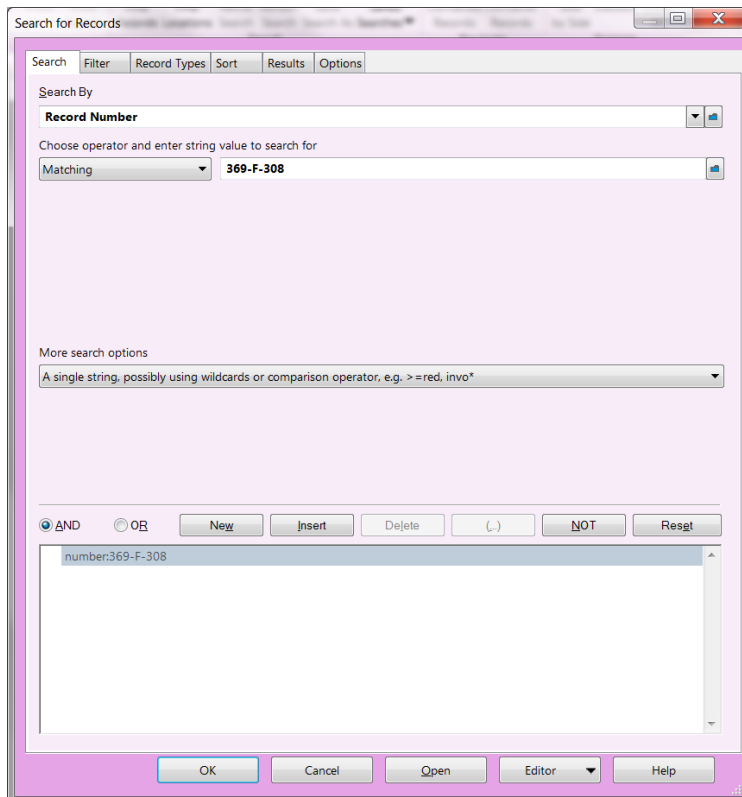 Search for Records
Search Filter Record Types Sort Results Options
Search By
Record Number
Choose operator and enter string value to search for
Matching 369-F-308
More search options
A single string, possibly using wildcards or comparison operator, e.g. >=red, invo*
AND OR New Insert Delete (,.) NOT Reset
number:369-F-308
OK Cancel Open Editor Help